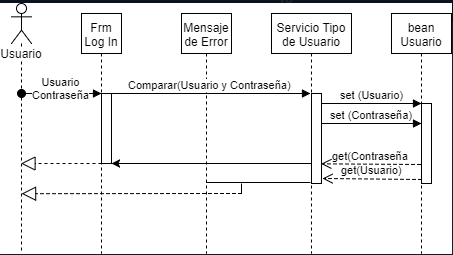 Usuario
Frm
Log In
Mensaje
de Error
Servicio Tipo
de Usuario
bean
Usuario
Usuario
Contraseña
Comparar(Usuario y Contraseña)
set (Usuario)
set (Contraseña)
get(Contraseña
get(Usuario)